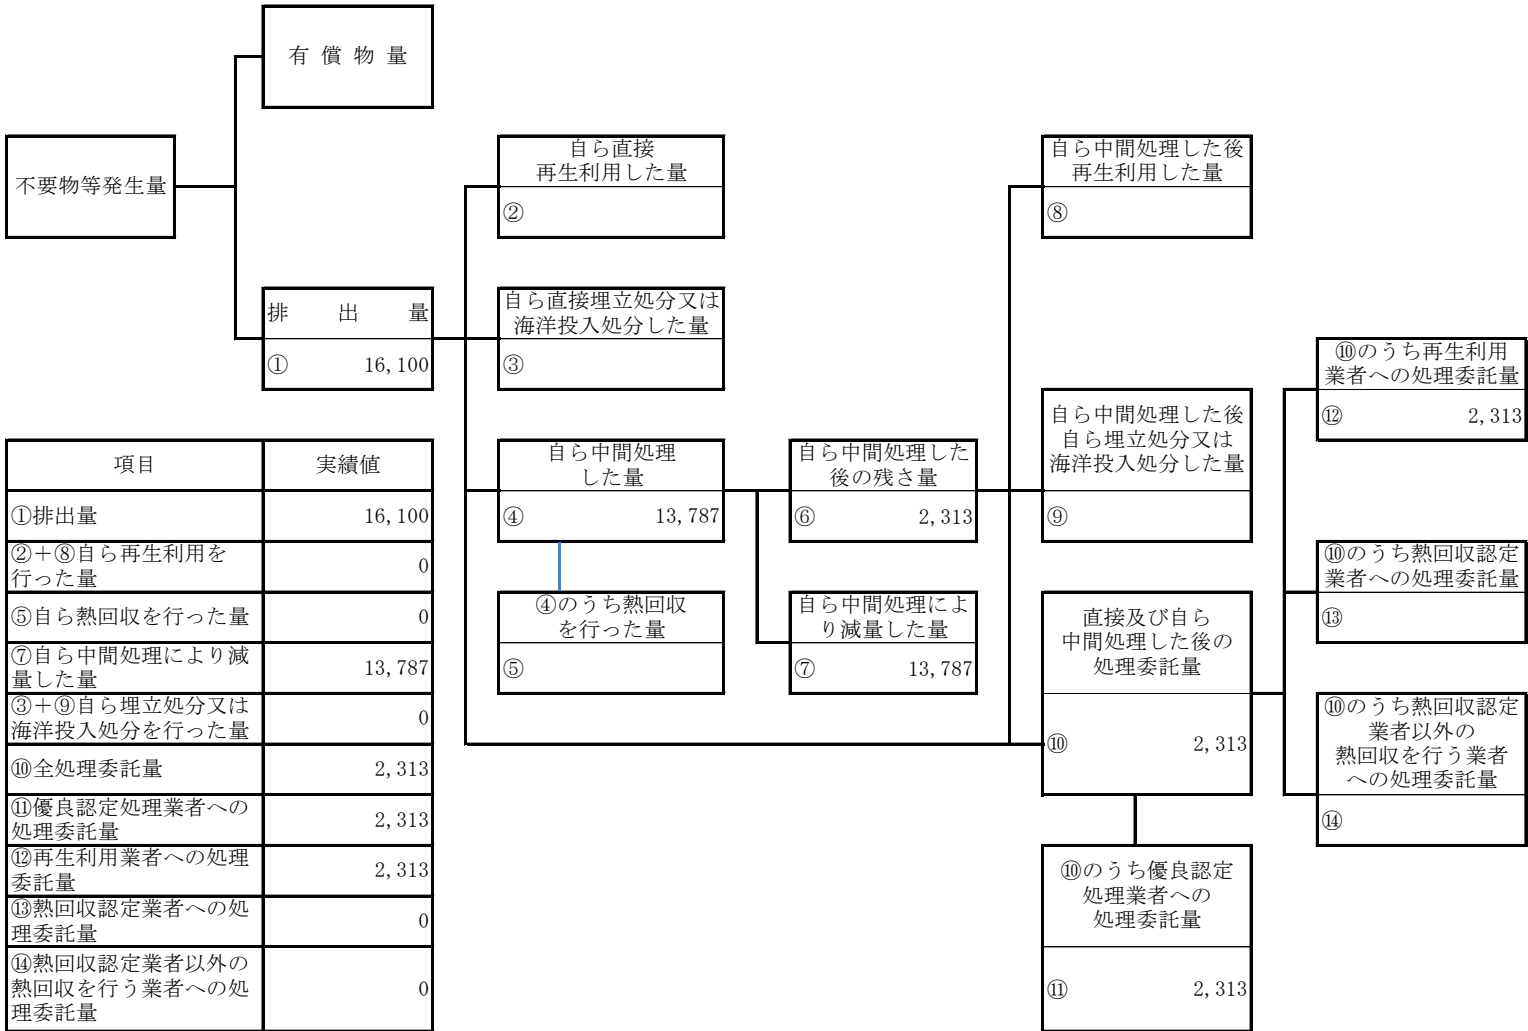 有 償 物 量
不要物等発生量
自ら直接
再生利用した量
②
自ら中間処理した後
再生利用した量
⑧
排 出 量
① 16,100
自ら直接埋立処分又は
海洋投入処分した量
③
⑩のうち再生利用
業者への処理委託量
⑫ 2,313
自ら中間処理した後
自ら埋立処分又は
海洋投入処分した量
⑨
自ら中間処理
した量
④ 13,787
自ら中間処理した
後の残さ量
⑥ 2,313
⑩のうち熱回収認定
業者への処理委託量
⑬
④のうち熱回収
を行った量
⑤
自ら中間処理によ
り減量した量
⑦ 13,787
直接及び自ら
中間処理した後の
処理委託量
⑩ 2,313
⑩のうち熱回収認定
業者以外の
熱回収を行う業者
への処理委託量
⑭
⑩のうち優良認定
処理業者への
処理委託量
⑪ 2,313
項目 実績値
①排出量 16,100
②＋⑧自ら再生利用を
行った量 0
⑤自ら熱回収を行った量 0
⑦自ら中間処理により減
量した量 13,787
③＋⑨自ら埋立処分又は
海洋投入処分を行った量 0
⑩全処理委託量 2,313
⑪優良認定処理業者への
処理委託量 2,313
⑫再生利用業者への処理
委託量 2,313
⑬熱回収認定業者への処
理委託量 0
⑭熱回収認定業者以外の
熱回収を行う業者への処
理委託量 0